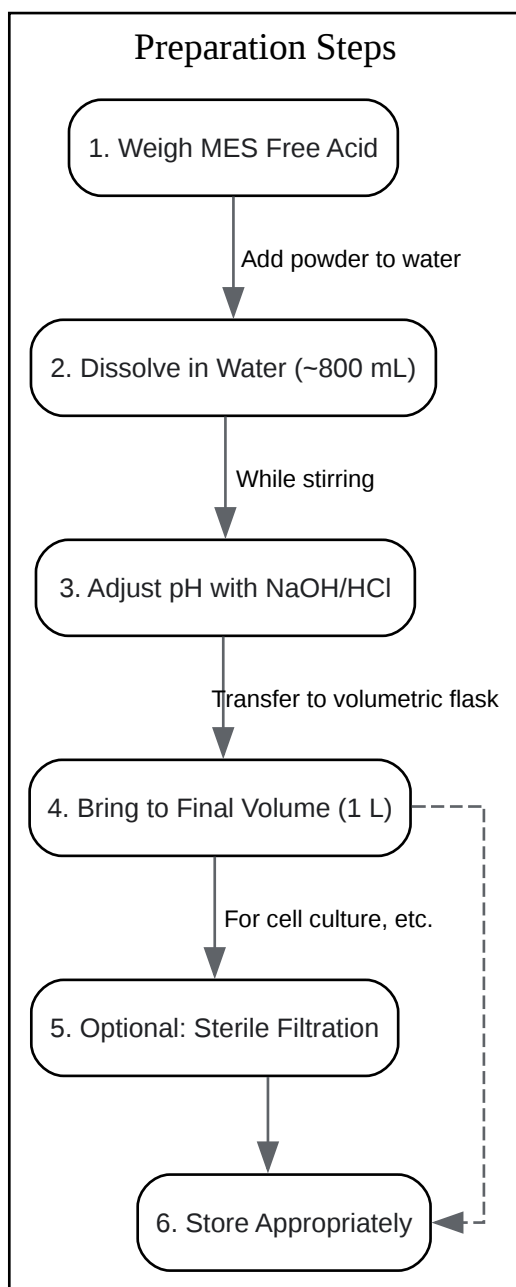 Preparation Steps
1. Weigh MES Free Acid
Add powder to water
2. Dissolve in Water (~800 mL)
While stirring
3. Adjust pH with NaOH/HCl
Transfer to volumetric flask
4. Bring to Final Volume (1 L)
For cell culture, etc.
5. Optional: Sterile Filtration
6. Store Appropriately